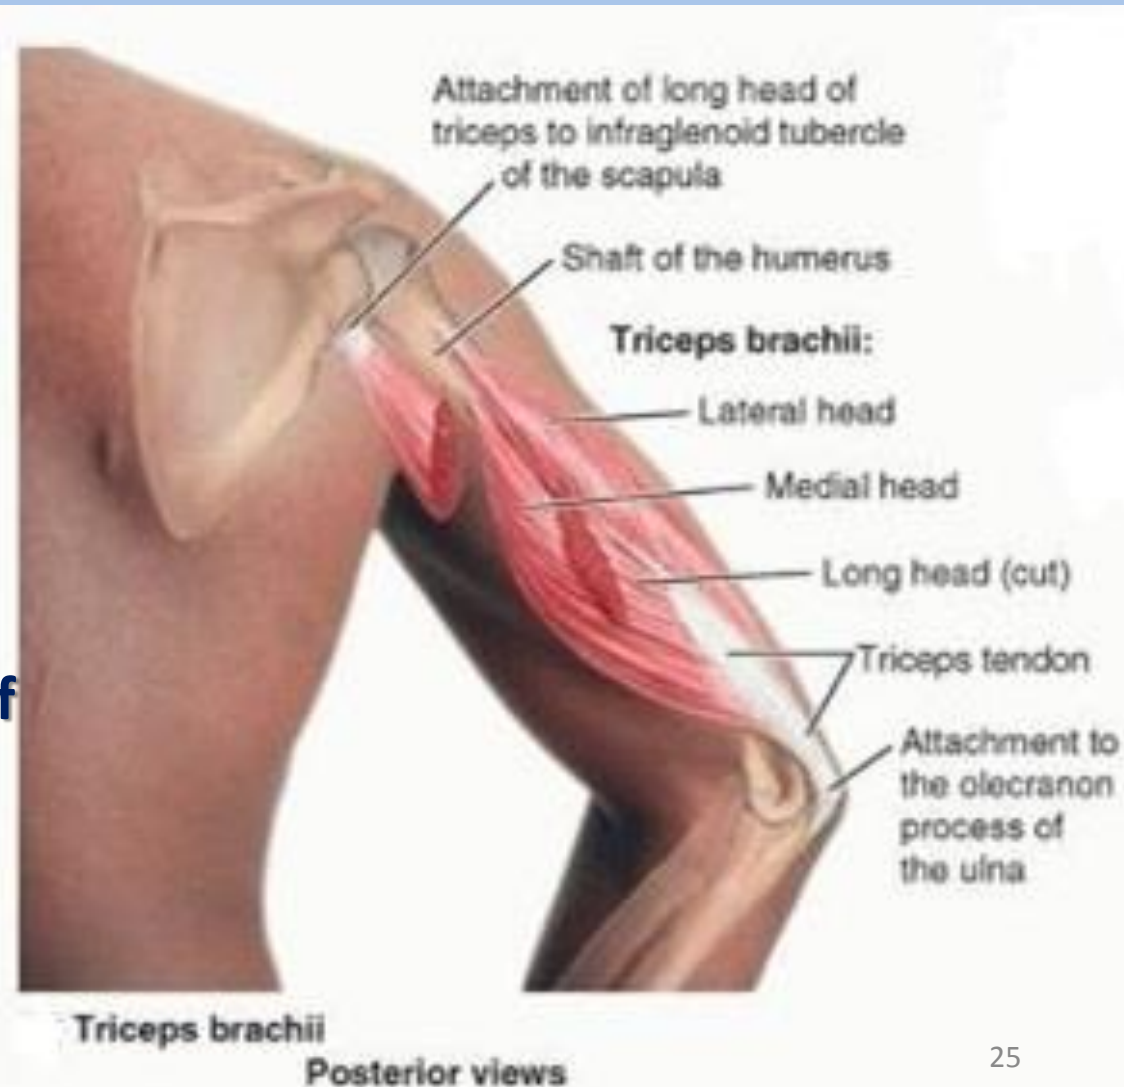 Attachment of long head of
triceps to infraglenoid tubercle
of the scapula
Shaft of the humerus
Triceps brachii:
Lateral head
Medial head
Long head (cut)
Triceps tendon
f
Attachment to
the olecranon
process of
the ulna
Triceps brachii
Posterior views
25